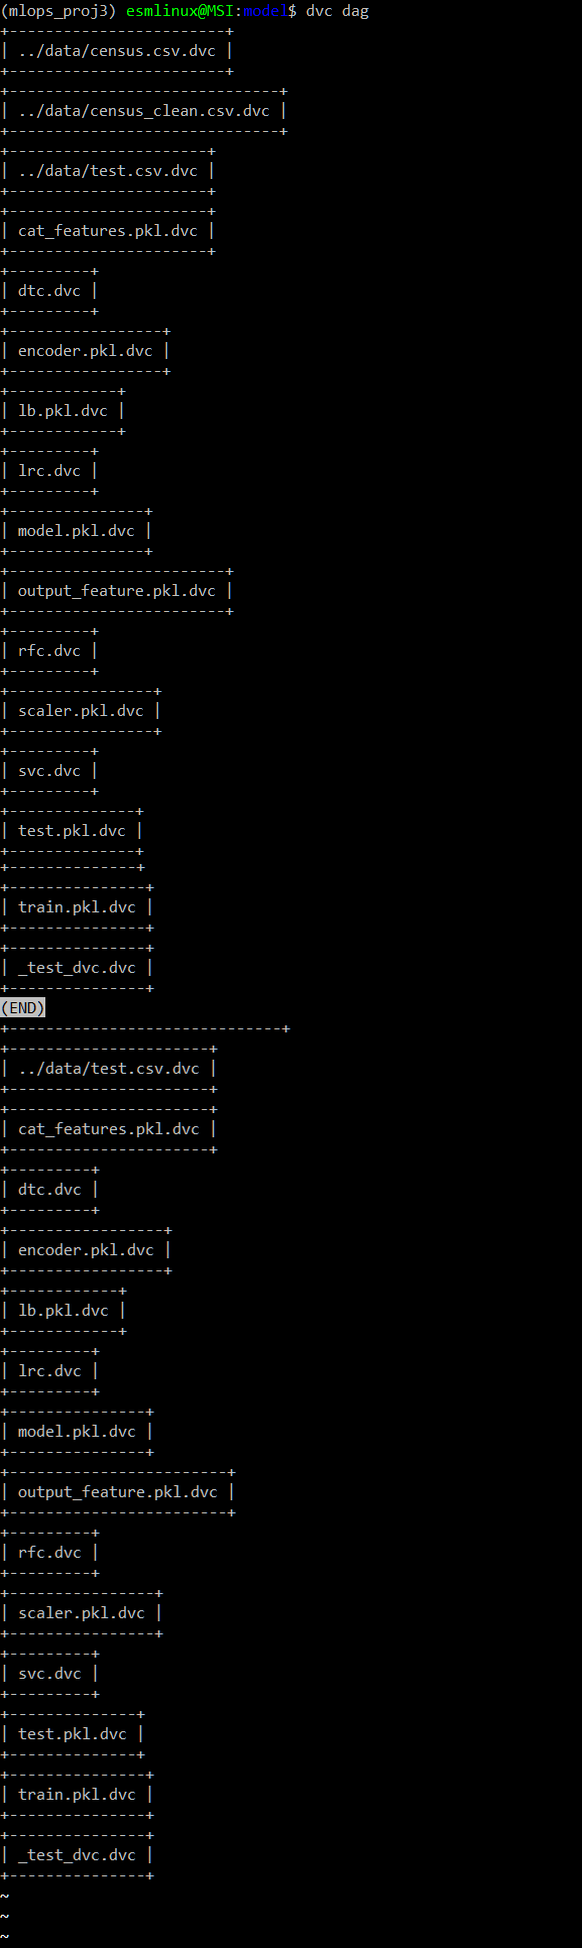 (mlops_proj3) esmlinux@MSI:model$ dvc dag
+------------------------+
| ../data/census.csv.dvc |
+------------------------+
+------------------------------+
| ../data/census_clean.csv.dvc |
+------------------------------+
+----------------------+
| ../data/test.csv.dvc |
+----------------------+
+----------------------+
| cat_features.pkl.dvc |
+----------------------+
+---------+
| dtc.dvc |
+---------+
+-----------------+
| encoder.pkl.dvc |
+-----------------+
+------------+
| lb.pkl.dvc |
+------------+
+---------+
| lrc.dvc |
+---------+
+---------------+
| model.pkl.dvc |
+---------------+
+------------------------+
| output_feature.pkl.dvc |
+------------------------+
+---------+
| rfc.dvc |
+---------+
+----------------+
| scaler.pkl.dvc |
+----------------+
+---------+
| svc.dvc |
+---------+
+--------------+
| test.pkl.dvc |
+--------------+
+--------------+
+---------------+
| train.pkl.dvc |
+---------------+
+---------------+
| _test_dvc.dvc |
+---------------+
(END)
+------------------------------+
+----------------------+
| ../data/test.csv.dvc |
+----------------------+
+----------------------+
| cat_features.pkl.dvc |
+----------------------+
+---------+
| dtc.dvc |
+---------+
+-----------------+
| encoder.pkl.dvc |
+-----------------+
+------------+
| lb.pkl.dvc |
+------------+
+---------+
| lrc.dvc |
+---------+
+---------------+
| model.pkl.dvc |
+---------------+
+------------------------+
| output_feature.pkl.dvc |
+------------------------+
+---------+
| rfc.dvc |
+---------+
+----------------+
| scaler.pkl.dvc |
+----------------+
+---------+
| svc.dvc |
+---------+
+--------------+
| test.pkl.dvc |
+--------------+
+---------------+
| train.pkl.dvc |
+---------------+
+---------------+
| _test_dvc.dvc |
+---------------+
~
~
~